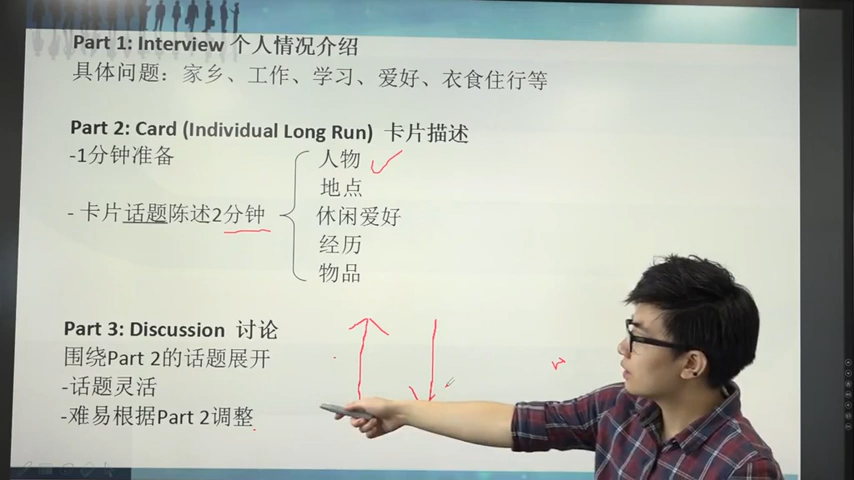 Part 1: Interview 个人情况介绍
具体问题：家乡、工作、学习、爱好、衣食住行等
Part 2: Card (Individual Long Run) 卡片描述
-1分钟准备
- 卡片话题陈述2分钟
人物
地点
休闲爱好
经历
物品
Part 3: Discussion 讨论
围绕Part 2的话题展开
-话题灵活
-难易根据Part 2调整